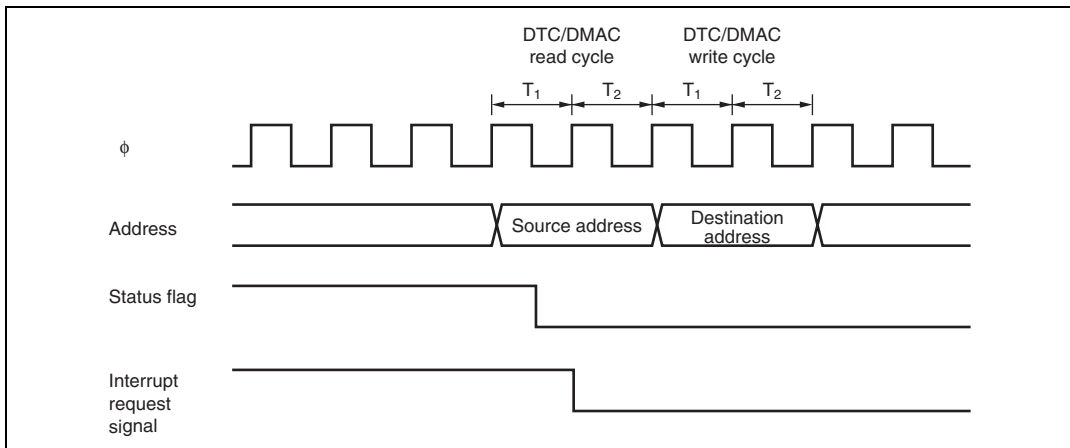 DTC/DMAC DTC/DMAC
read cycle write cycle
T1 T2 T1 T2
ϕ
Address
Source address
Destination
address
Status flag
Interrupt
request
signal